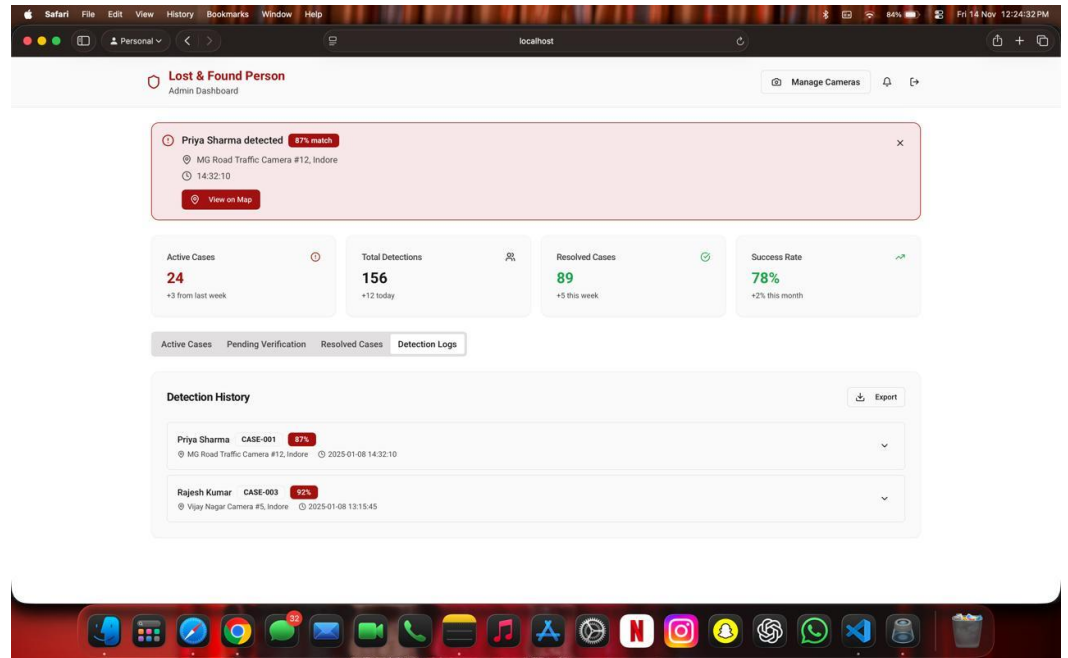 Safari File Edit View History Bookmarks Window Help 84% Fri 14 Nov 12:24:32 PM
Personal localhost
Lost & Found Person
Admin Dashboard
Manage Cameras
Priya Sharma detected 87% match
MG Road Traffic Camera #12, Indore
14:32:10
View on Map
Active Cases Total Detections Resolved Cases Success Rate
24 156 89 78%
+3 from last week +12 today +5 this week +2% this month
Active Cases Pending Verification Resolved Cases Detection Logs
Detection History Export
Priya Sharma CASE-001 87%
MG Road Traffic Camera #12, Indore 2025-01-08 14:32:10
Rajesh Kumar CASE-003 92%
Vijay Nagar Camera #5, Indore 2025-01-08 13:15:45
32
N